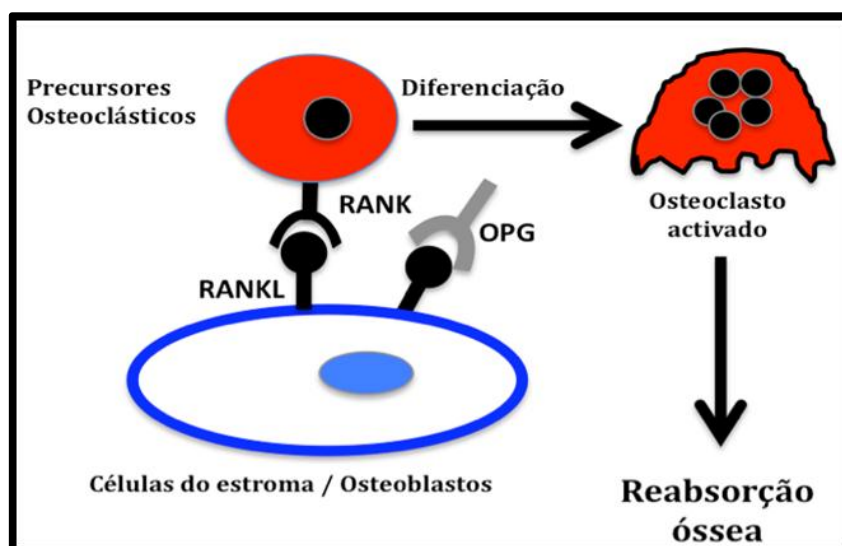 Precursores
Osteoclásticos
Diferenciação
RANK
OPG
RANKL
Osteoclasto
activado
Células do estroma / Osteoblastos
Reabsorção
óssea